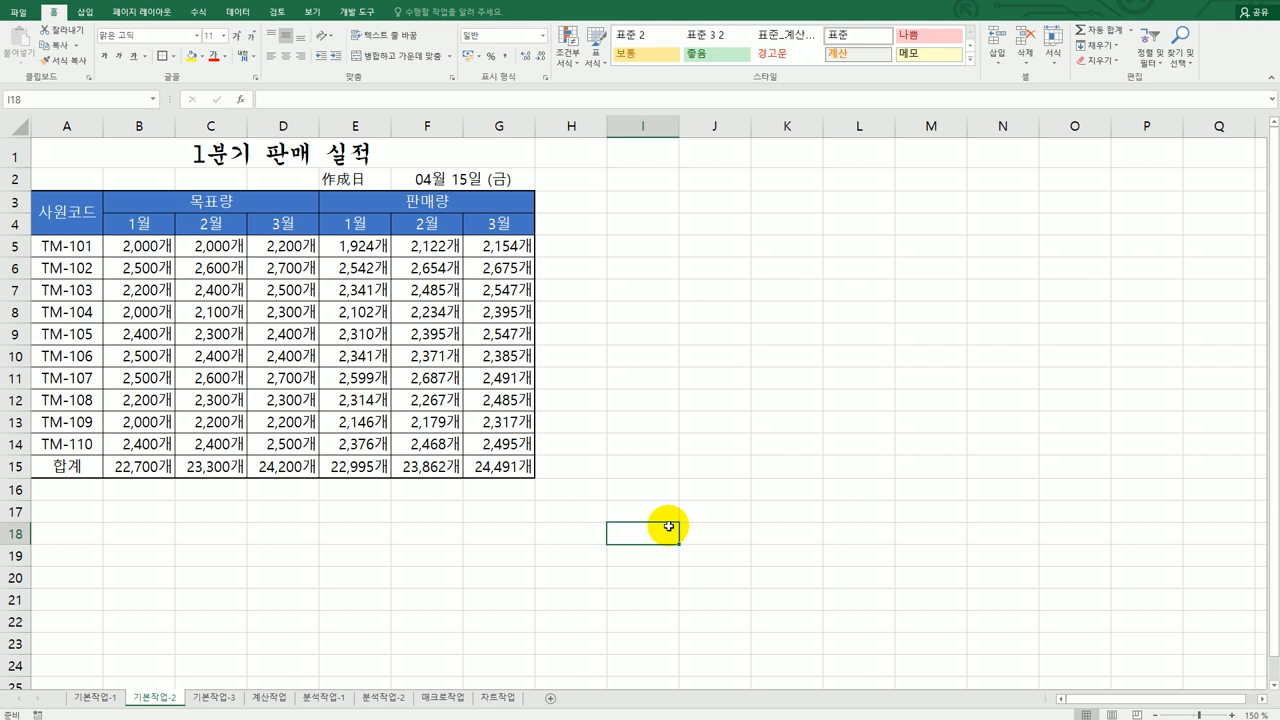 파일 홈 삽입 페이지 레이아웃 수식 데이터 검토 보기 개발 도구 수행할 작업을 알려 주세요. 공유
붙여넣기 잘라내기 복사 서식 복사 클립보드
맑은 고딕 11 가 가 가 가 가 가 글꼴
텍스트 줄 바꿈 병합하고 가운데 맞춤 맞춤
일반 % , 표시 형식
조건부 서식 표 서식
표준 2 표준 3 2 표준_계산... 표준 나쁨
보통 좋음 경고문 계산 메모
스타일
삽입 삭제 서식 셀
자동 합계 채우기 지우기 정렬 및 필터 찾기 및 선택 편집
I18 fx
A B C D E F G H I J K L M N O P Q
1 1분기 판매 실적
2 作成日 04월 15일 (금)
3 사원코드 목표량 판매량
4 1월 2월 3월 1월 2월 3월
5 TM-101 2,000개 2,000개 2,200개 1,924개 2,122개 2,154개
6 TM-102 2,500개 2,600개 2,700개 2,542개 2,654개 2,675개
7 TM-103 2,200개 2,400개 2,500개 2,341개 2,485개 2,547개
8 TM-104 2,000개 2,100개 2,300개 2,102개 2,234개 2,395개
9 TM-105 2,400개 2,300개 2,400개 2,310개 2,395개 2,547개
10 TM-106 2,500개 2,400개 2,400개 2,341개 2,371개 2,385개
11 TM-107 2,500개 2,600개 2,700개 2,599개 2,687개 2,491개
12 TM-108 2,200개 2,300개 2,300개 2,314개 2,267개 2,485개
13 TM-109 2,000개 2,200개 2,200개 2,146개 2,179개 2,317개
14 TM-110 2,400개 2,400개 2,500개 2,376개 2,468개 2,495개
15 합계 22,700개 23,300개 24,200개 22,995개 23,862개 24,491개
16
17
18
19
20
21
22
23
24
25
기본작업-1 기본작업-2 기본작업-3 계산작업 분석작업-1 분석작업-2 매크로작업 차트작업
준비 150 %